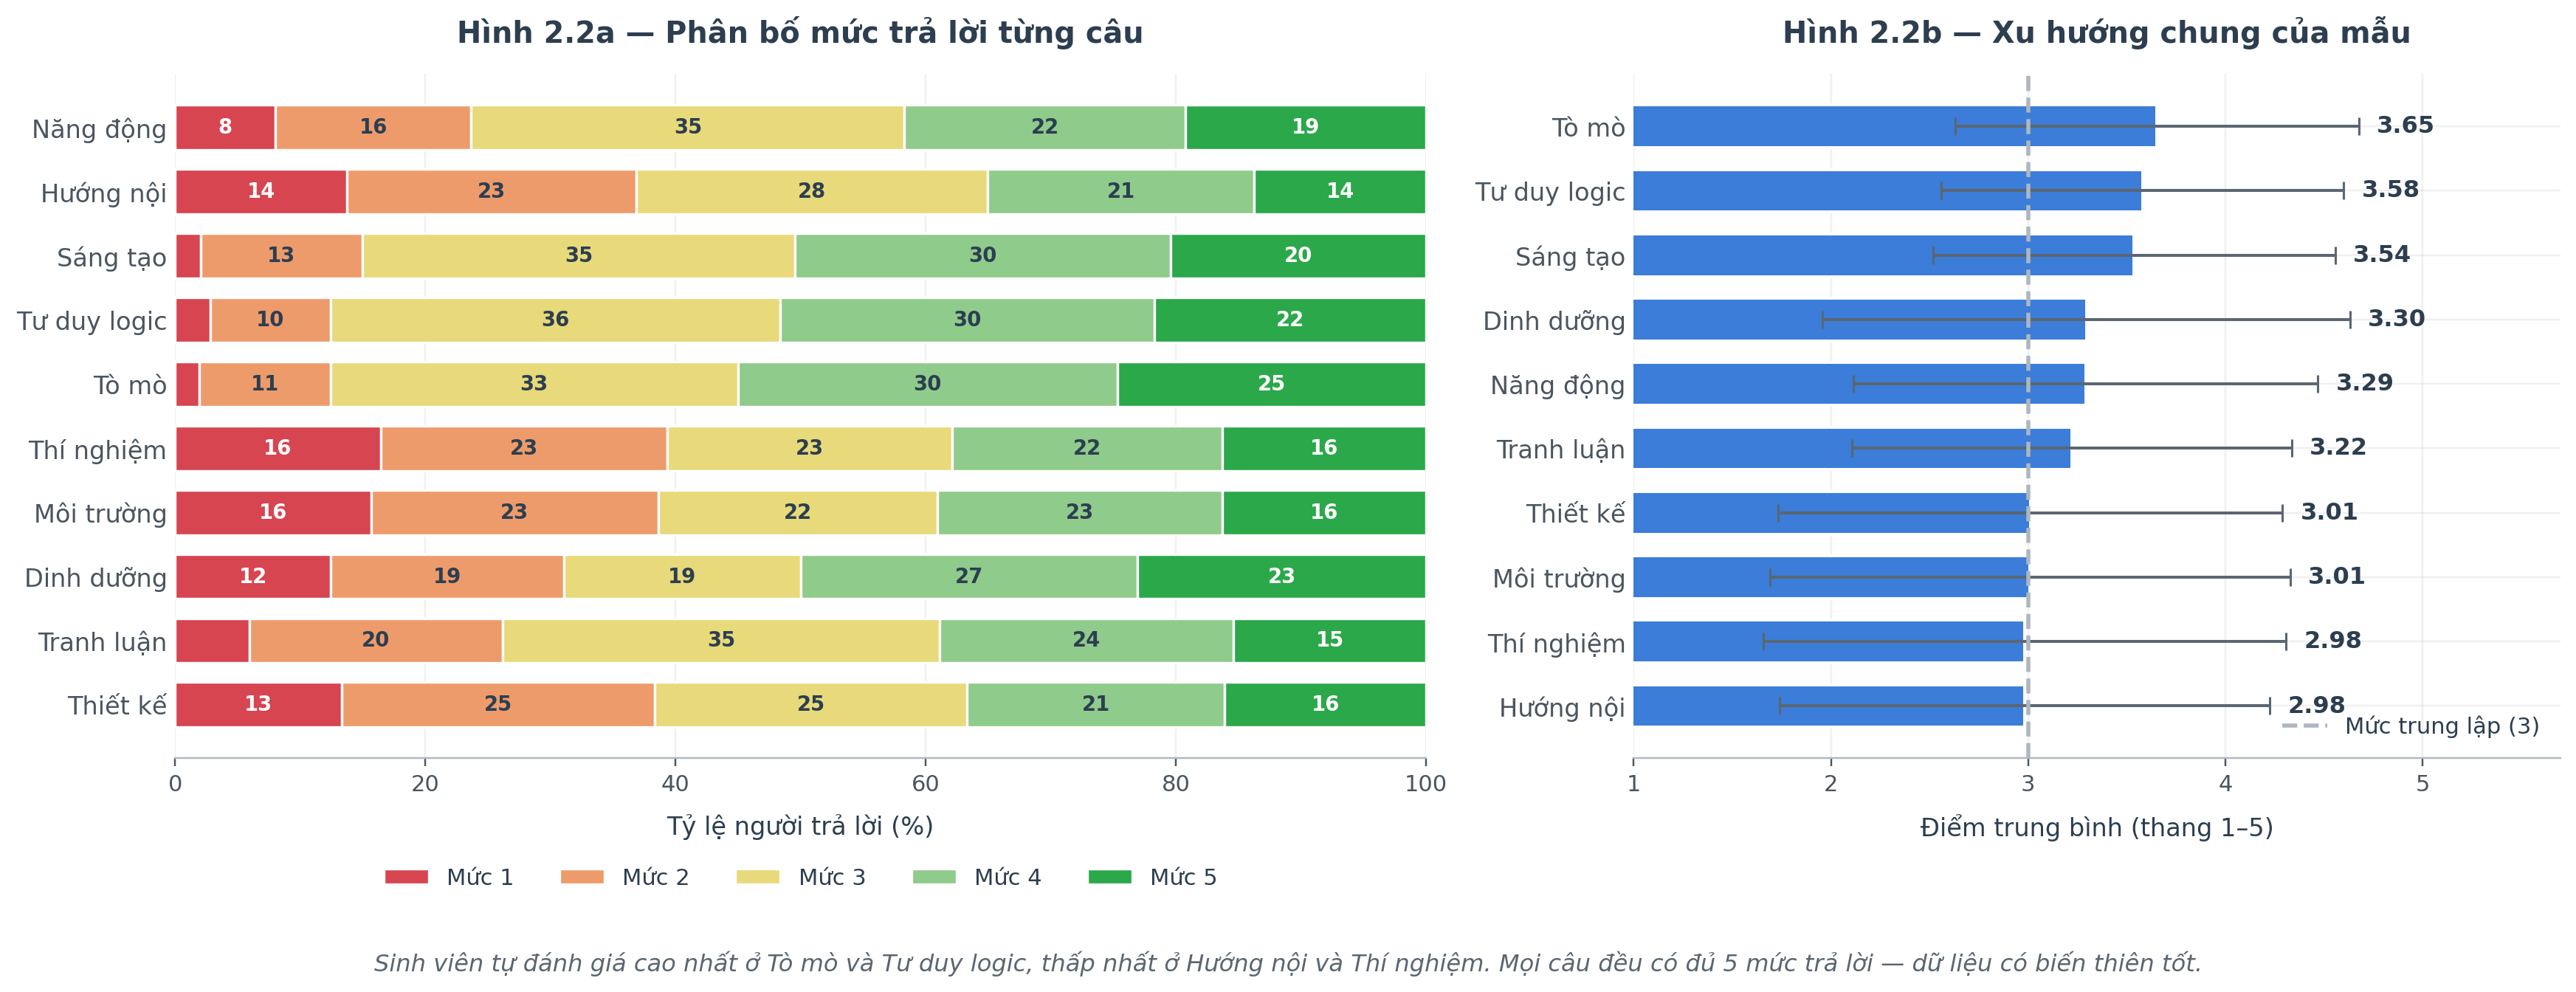 Hình 2.2a — Phân bố mức trả lời từng câu
Năng động 8 16 35 22 19
Hướng nội 14 23 28 21 14
Sáng tạo 13 35 30 20
Tư duy logic 10 36 30 22
Tò mò 11 33 30 25
Thí nghiệm 16 23 23 22 16
Môi trường 16 23 22 23 16
Dinh dưỡng 12 19 19 27 23
Tranh luận 20 35 24 15
Thiết kế 13 25 25 21 16
0 20 40 60 80 100
Tỷ lệ người trả lời (%)
Mức 1 Mức 2 Mức 3 Mức 4 Mức 5
Hình 2.2b — Xu hướng chung của mẫu
Tò mò 3.65
Tư duy logic 3.58
Sáng tạo 3.54
Dinh dưỡng 3.30
Năng động 3.29
Tranh luận 3.22
Thiết kế 3.01
Môi trường 3.01
Thí nghiệm 2.98
Hướng nội 2.98
Mức trung lập (3)
1 2 3 4 5
Điểm trung bình (thang 1–5)
Sinh viên tự đánh giá cao nhất ở Tò mò và Tư duy logic, thấp nhất ở Hướng nội và Thí nghiệm. Mọi câu đều có đủ 5 mức trả lời — dữ liệu có biến thiên tốt.